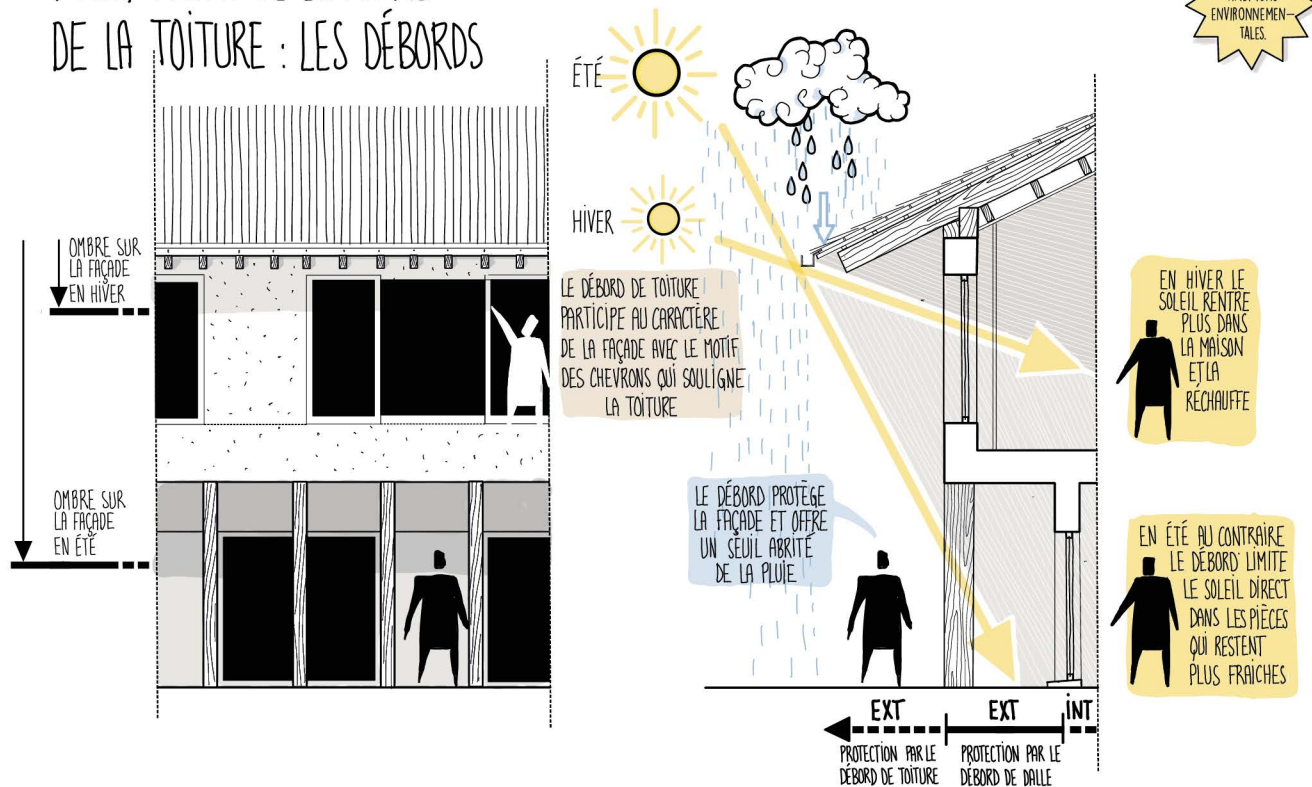 DE LA TOITURE : LES DÉBORDS
ENVIRONNEMEN-
TALES.
ÉTÉ
HIVER
OMBRE SUR
LA FAÇADE
EN HIVER
LE DÉBORD DE TOITURE
PARTICIPE AU CARACTÈRE
DE LA FAÇADE AVEC LE MOTIF
DES CHEVRONS QUI SOULIGNE
LA TOITURE
EN HIVER LE
SOLEIL RENTRE
PLUS DANS
LA MAISON
ET LA
RÉCHAUFFE
OMBRE SUR
LA FAÇADE
EN ÉTÉ
LE DÉBORD PROTÈGE
LA FAÇADE ET OFFRE
UN SEUIL ABRITÉ
DE LA PLUIE
EN ÉTÉ AU CONTRAIRE
LE DÉBORD LIMITE
LE SOLEIL DIRECT
DANS LES PIÈCES
QUI RESTENT
PLUS FRAICHES
EXT
EXT
INT
PROTECTION PAR LE
DÉBORD DE TOITURE
PROTECTION PAR LE
DÉBORD DE DALLE